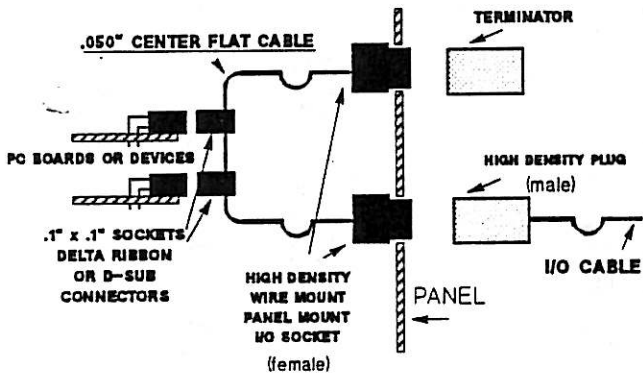 TERMINATOR
.050" CENTER FLAT CABLE
PC BOARDS OR DEVICES
HIGH DENSITY PLUG
(male)
.1" x .1" SOCKETS
DELTA RIBBON
OR D-SUB
CONNECTORS
HIGH DENSITY
WIRE MOUNT
PANEL MOUNT
I/O SOCKET
(female)
PANEL
I/O CABLE